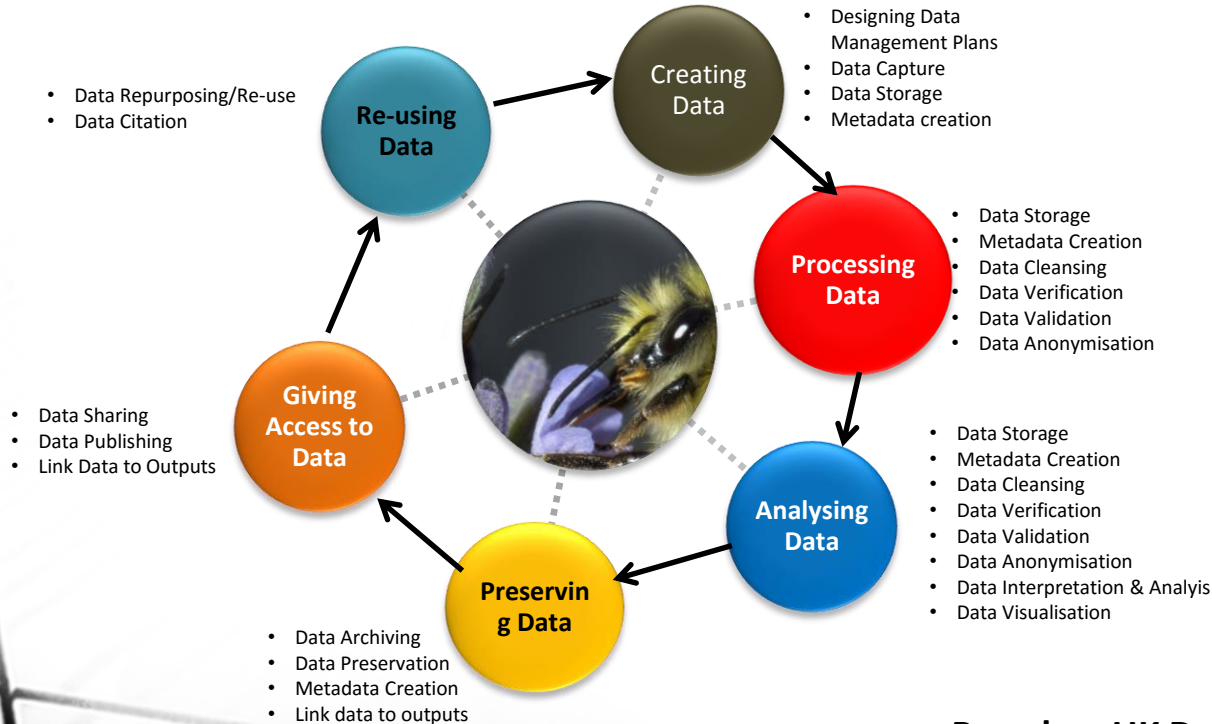 Creating
Data
• Designing Data
Management Plans
• Data Capture
• Data Storage
• Metadata creation
Processing
Data
• Data Storage
• Metadata Creation
• Data Cleansing
• Data Verification
• Data Validation
• Data Anonymisation
Analysing
Data
• Data Storage
• Metadata Creation
• Data Cleansing
• Data Verification
• Data Validation
• Data Anonymisation
• Data Interpretation & Analyis
• Data Visualisation
Preservin
g Data
• Data Archiving
• Data Preservation
• Metadata Creation
• Link data to outputs
Giving
Access to
Data
• Data Sharing
• Data Publishing
• Link Data to Outputs
Re-using
Data
• Data Repurposing/Re-use
• Data Citation